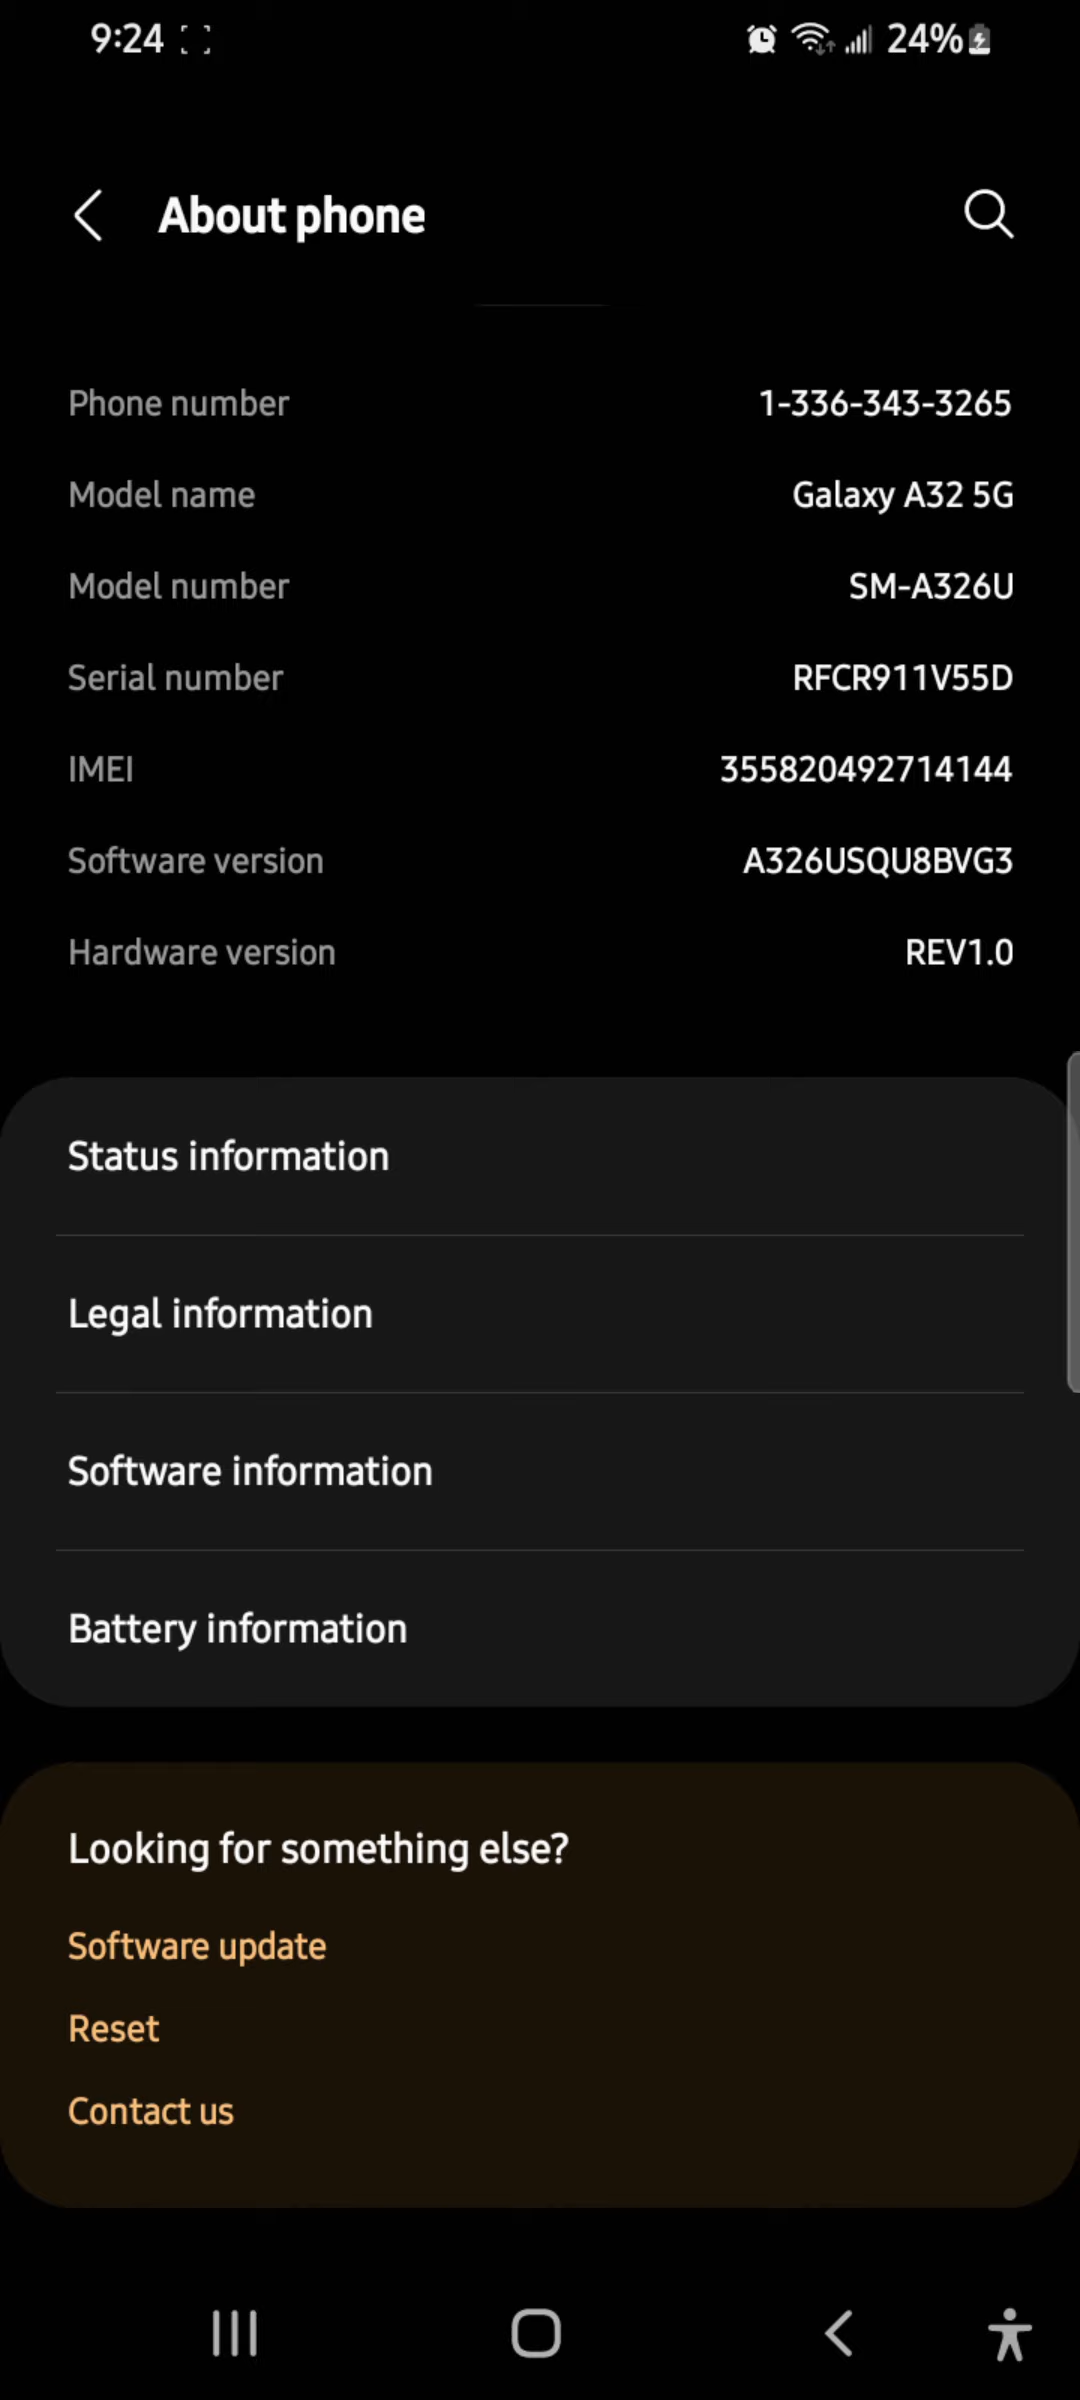 9:24 24%
About phone
Phone number 1-336-343-3265
Model name Galaxy A32 5G
Model number SM-A326U
Serial number RFCR911V55D
IMEI 355820492714144
Software version A326USQU8BVG3
Hardware version REV1.0
Status information
Legal information
Software information
Battery information
Looking for something else?
Software update
Reset
Contact us